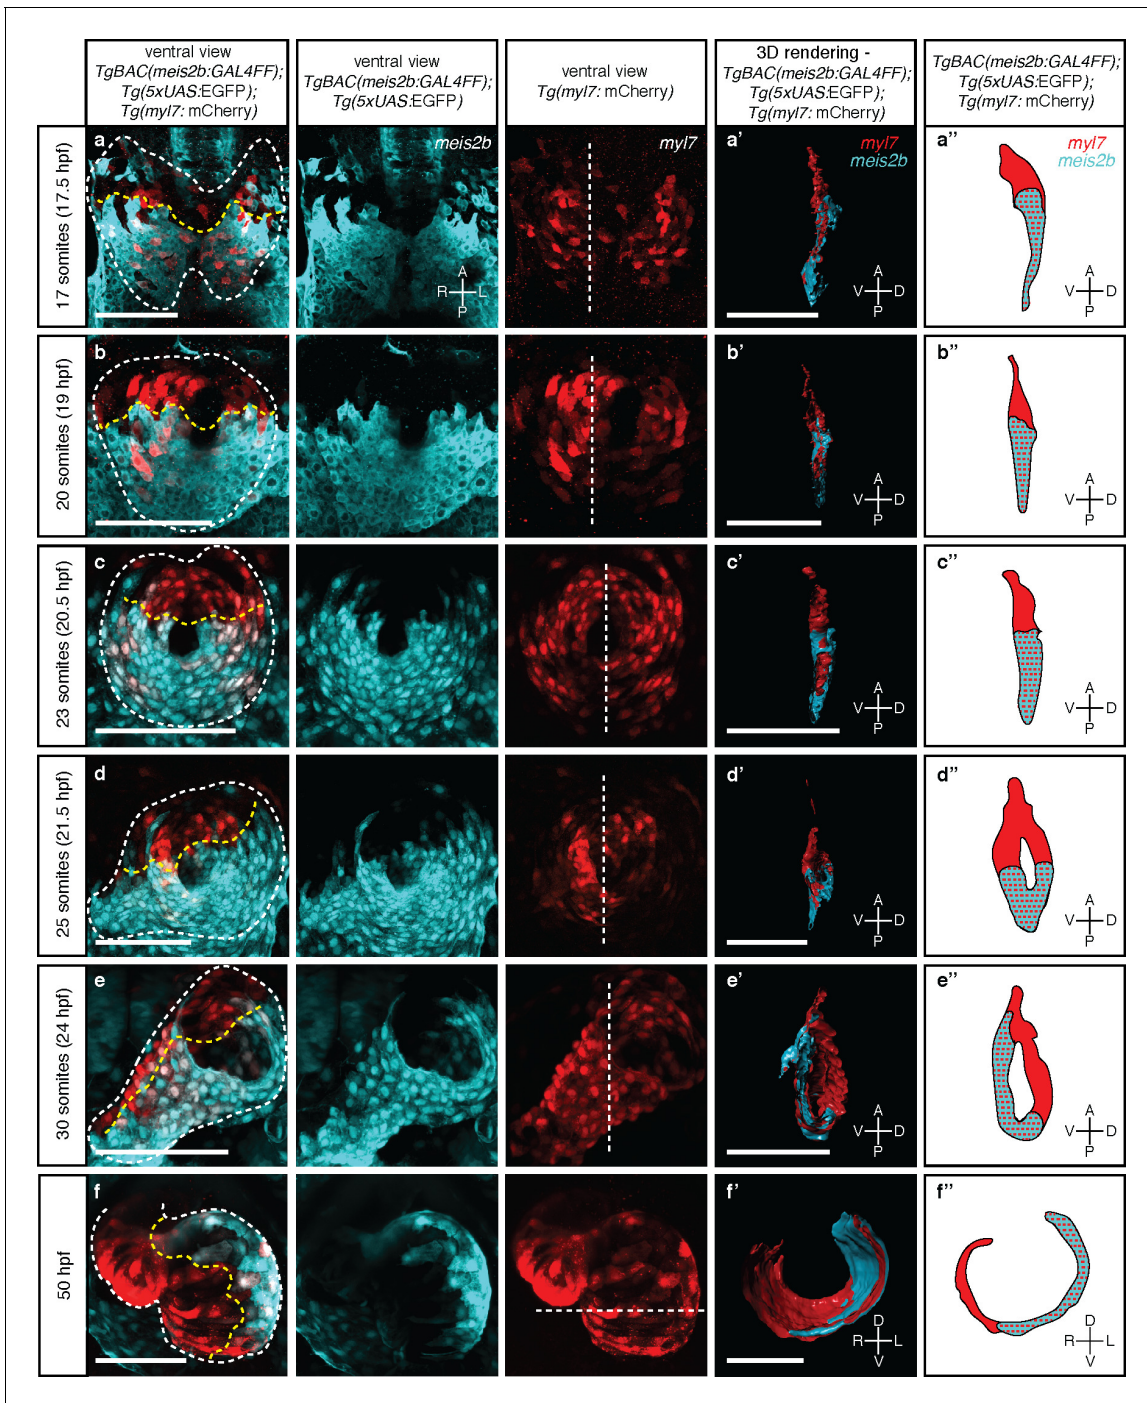 ventral view
TgBAC(meis2b:GAL4FF);
Tg(5xUAS:EGFP);
Tg(myl7: mCherry)
ventral view
TgBAC(meis2b:GAL4FF);
Tg(5xUAS:EGFP)
ventral view
Tg(myl7: mCherry)
3D rendering -
TgBAC(meis2b:GAL4FF);
Tg(5xUAS:EGFP);
Tg(myl7: mCherry)
TgBAC(meis2b:GAL4FF);
Tg(5xUAS:EGFP);
Tg(myl7: mCherry)
17 somites (17.5 hpf)
a
meis2b
A
R L
P
myl7
a'
myl7
meis2b
A
V D
P
a''
myl7
meis2b
A
V D
P
20 somites (19 hpf)
b
b'
A
V D
P
b''
A
V D
P
23 somites (20.5 hpf)
c
c'
A
V D
P
c''
A
V D
P
25 somites (21.5 hpf)
d
d'
A
V D
P
d''
A
V D
P
30 somites (24 hpf)
e
e'
A
V D
P
e''
A
V D
P
50 hpf
f
f'
D
R L
V
f''
D
R L
V